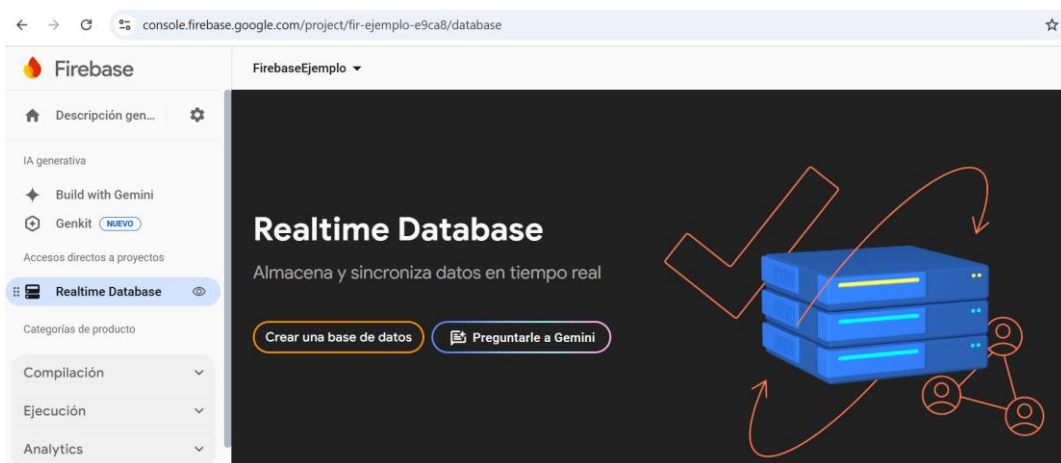 console.firebase.google.com/project/fir-ejemplo-e9ca8/database
Firebase
FirebaseEjemplo
Descripción gen...
IA generativa
Build with Gemini
Genkit NUEVO
Accesos directos a proyectos
Realtime Database
Categorías de producto
Compilación
Ejecución
Analytics
Realtime Database
Almacena y sincroniza datos en tiempo real
Crear una base de datos
Preguntarle a Gemini